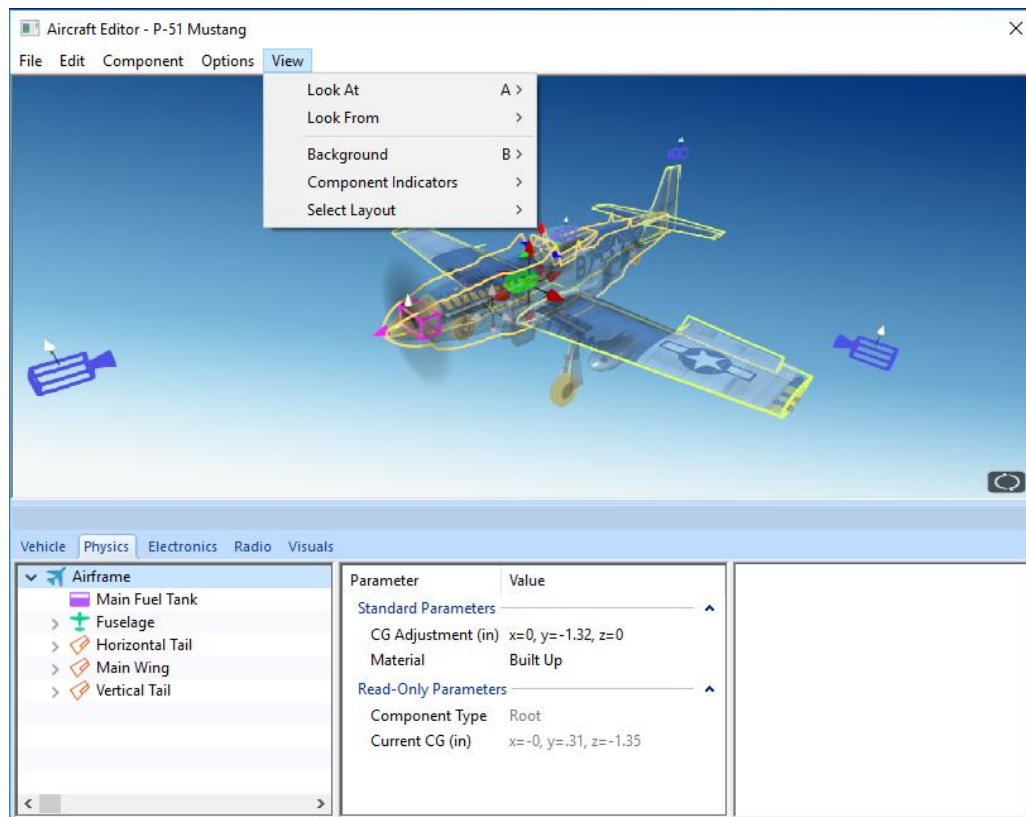 Aircraft Editor - P-51 Mustang
File Edit Component Options View
Look At A >
Look From >
Background B >
Component Indicators >
Select Layout >
Vehicle Physics Electronics Radio Visuals
Airframe
Main Fuel Tank
Fuselage
Horizontal Tail
Main Wing
Vertical Tail
Parameter Value
Standard Parameters
CG Adjustment (in) x=0, y=-1.32, z=0
Material Built Up
Read-Only Parameters
Component Type Root
Current CG (in) x=-0, y=.31, z=-1.35